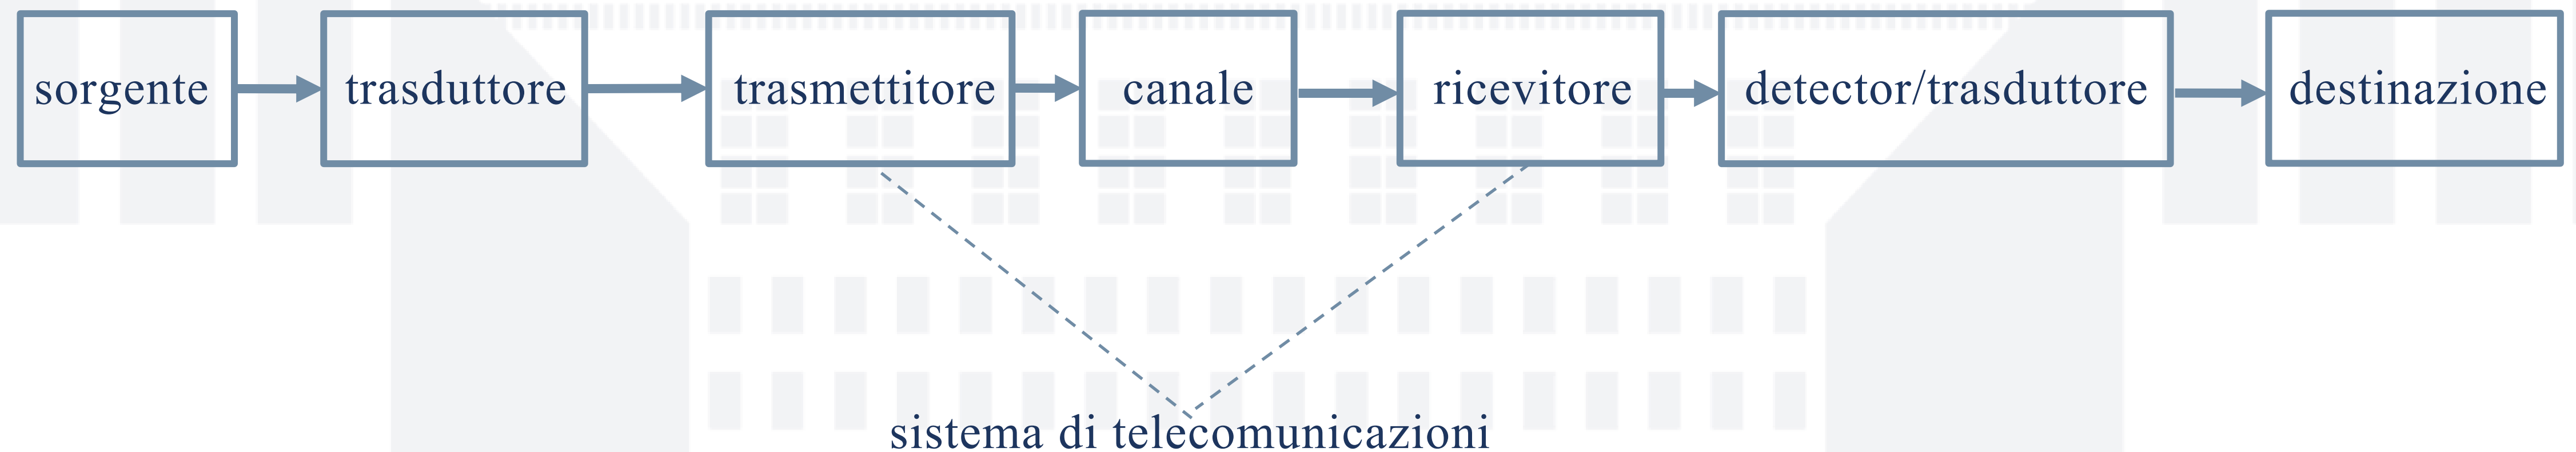 sorgente
trasduttore
trasmettitore
canale
ricevitore
detector/trasduttore
destinazione
sistema di telecomunicazioni